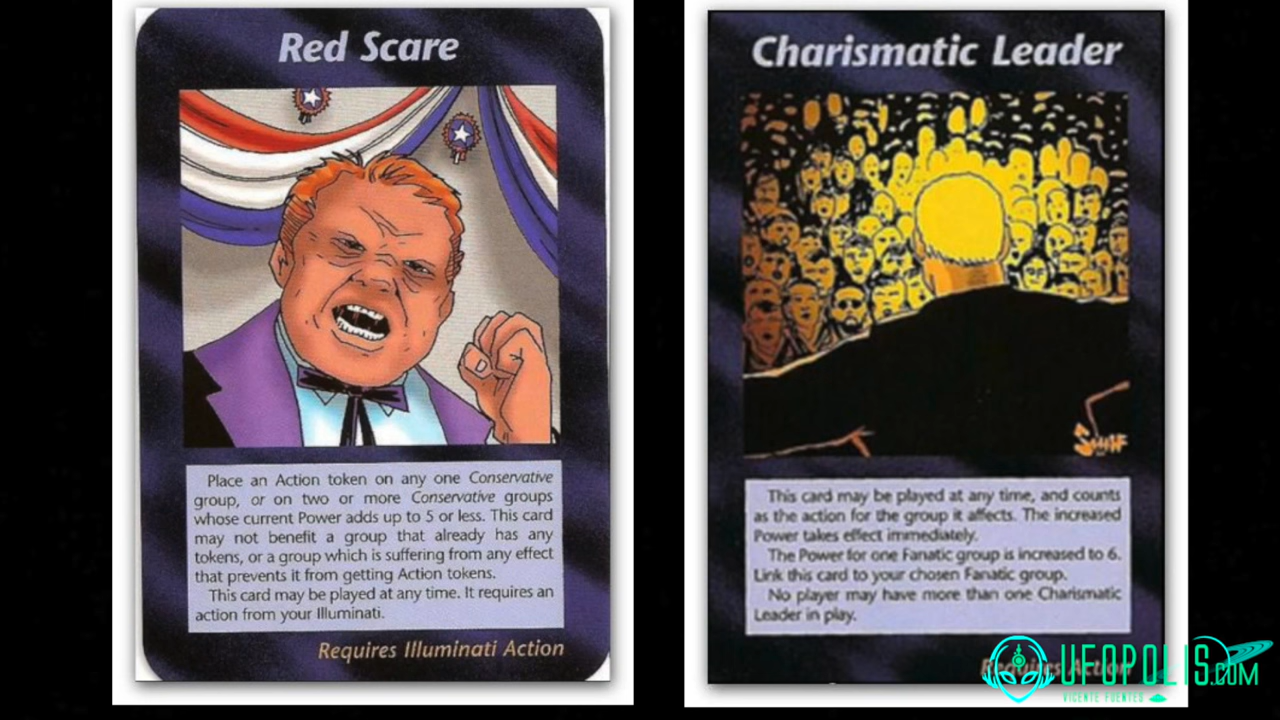 Red Scare
Place an Action token on any one Conservative
group, or on two or more Conservative groups
whose current Power adds up to 5 or less. This card
may not benefit a group that already has any
tokens, or a group which is suffering from any effect
that prevents it from getting Action tokens.
This card may be played at any time. It requires an
action from your Illuminati.
Requires Illuminati Action
Charismatic Leader
This card may be played at any time, and counts
as the action for the group it affects. The increased
Power takes effect immediately.
The Power for one Fanatic group is increased to 6.
Link this card to your chosen Fanatic group.
No player may have more than one Charismatic
Leader in play.
Requires Action
UFOPOLIS.COM
VICENTE FUENTES